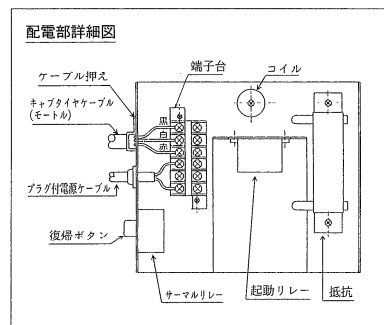 配電部詳細図
ケーブル押え
端子台
コイル
キャブタイヤケーブル
(モートル)
黒
白
赤
プラグ付電源ケーブル
復帰ボタン
サーマルリレー
起動リレー
抵抗